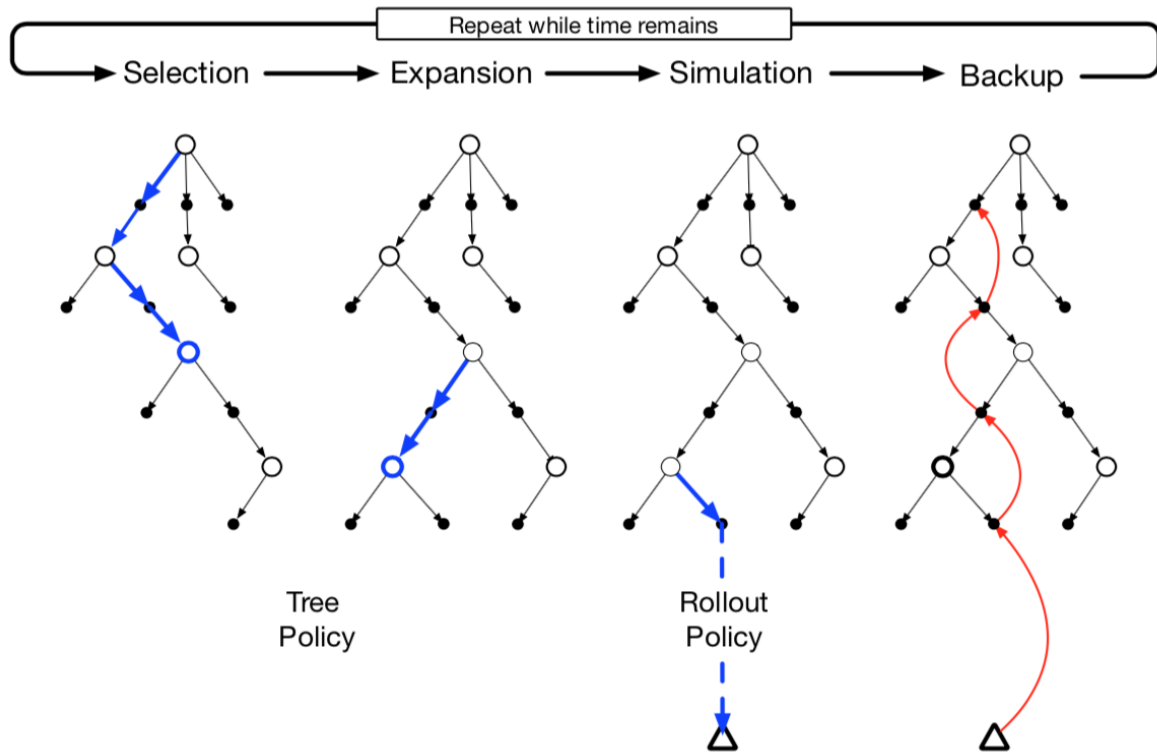 Repeat while time remains
Selection
Expansion
Simulation
Backup
Tree
Policy
Rollout
Policy